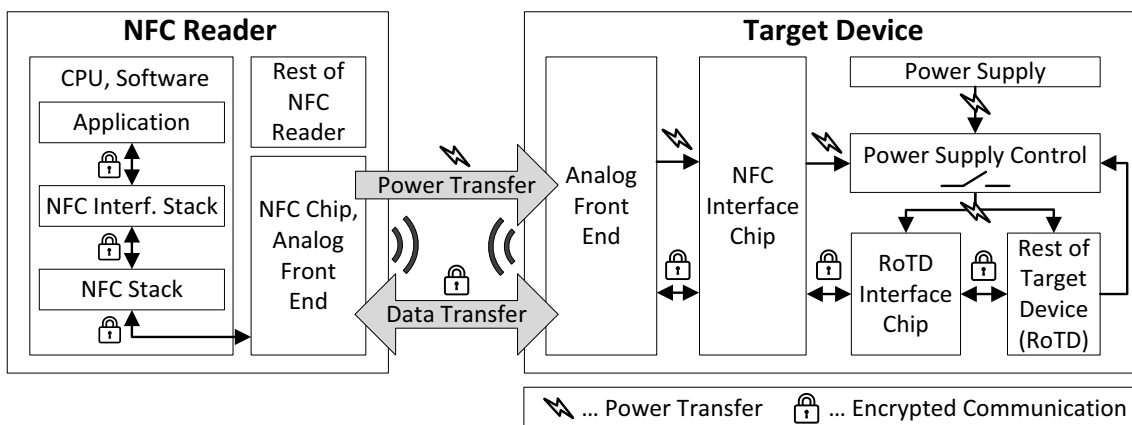 NFC Reader
CPU, Software
Application
NFC Interf. Stack
NFC Stack
Rest of
NFC
Reader
NFC Chip,
Analog
Front
End
Power Transfer
Data Transfer
Target Device
Analog
Front
End
NFC
Interface
Chip
Power Supply
Power Supply Control
RoTD
Interface
Chip
Rest of
Target
Device
(RoTD)
... Power Transfer
... Encrypted Communication